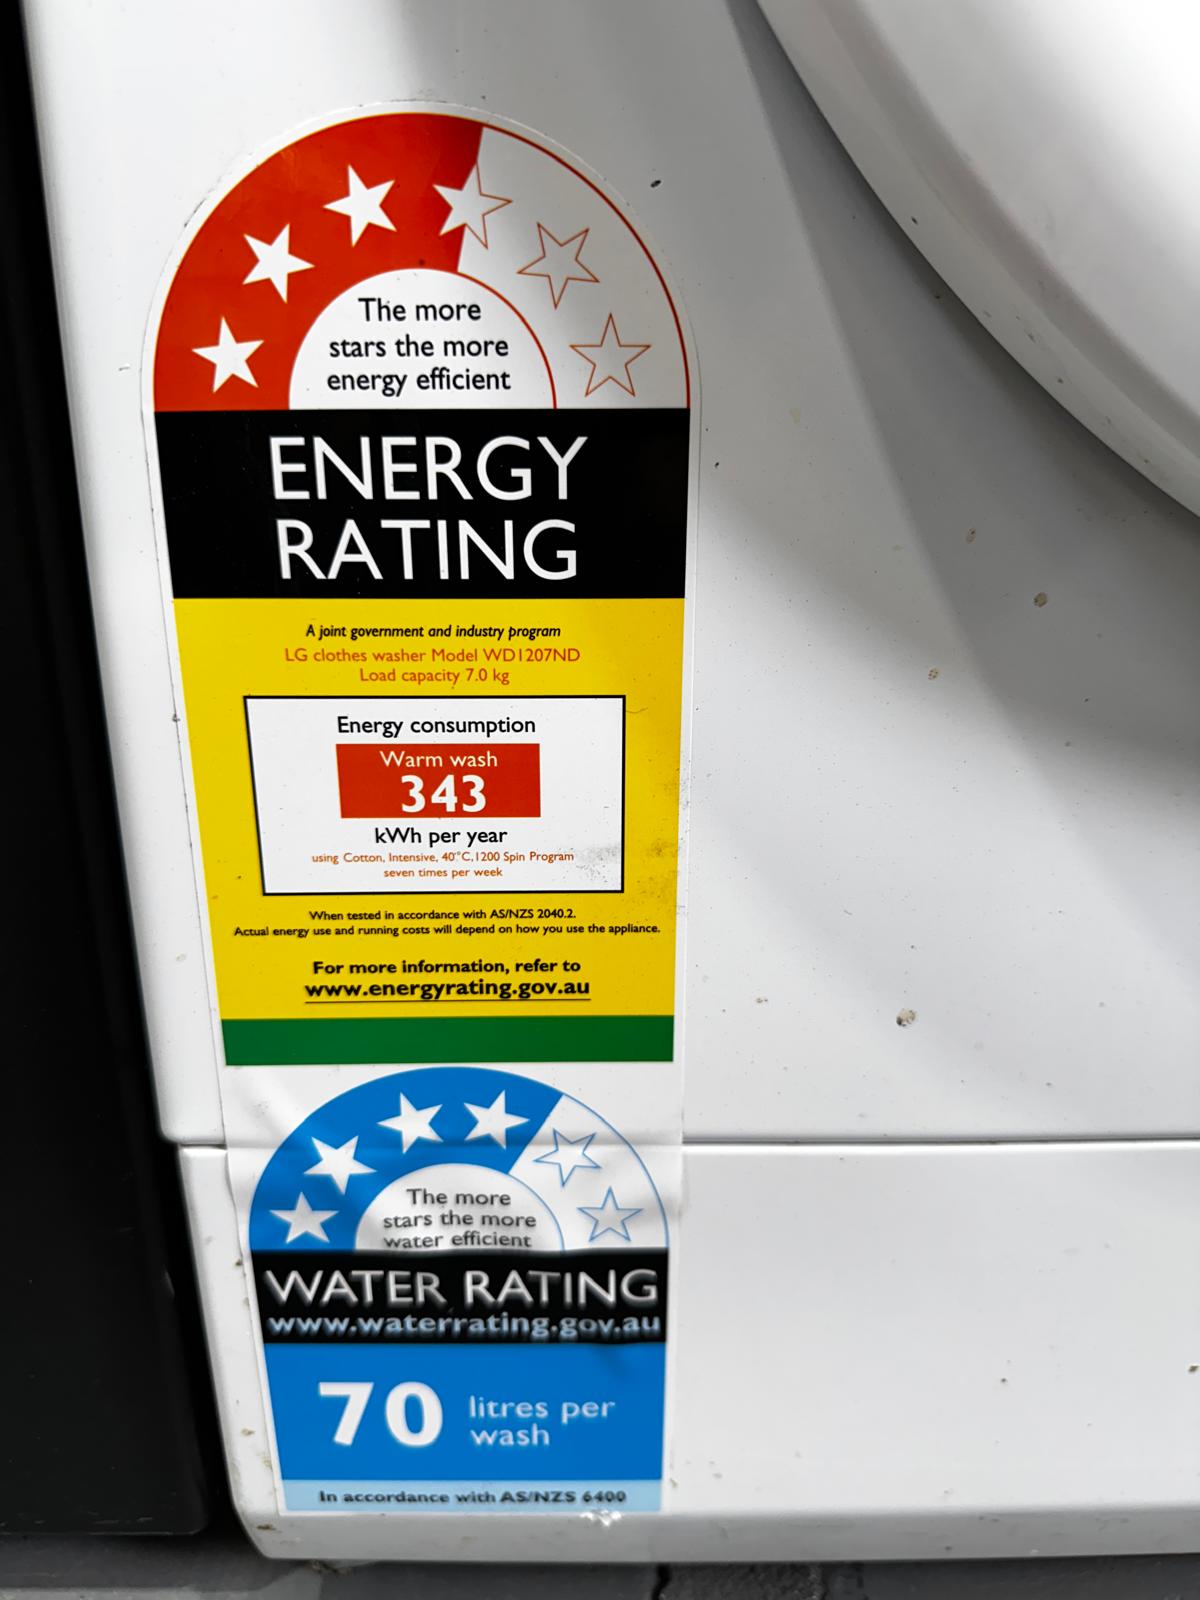 The more
stars the more
energy efficient
ENERGY
RATING
A joint government and industry program
LG clothes washer Model WD1207ND
Load capacity 7.0 kg
Energy consumption
Warm wash
343
kWh per year
using Cotton, Intensive, 40°C,1200 Spin Program
seven times per week
When tested in accordance with AS/NZS 2040.2.
Actual energy use and running costs will depend on how you use the appliance.
For more information, refer to
www.energyrating.gov.au
The more
stars the more
water efficient
WATER RATING
www.waterrating.gov.au
70 litres per
wash
In accordance with AS/NZS 6400